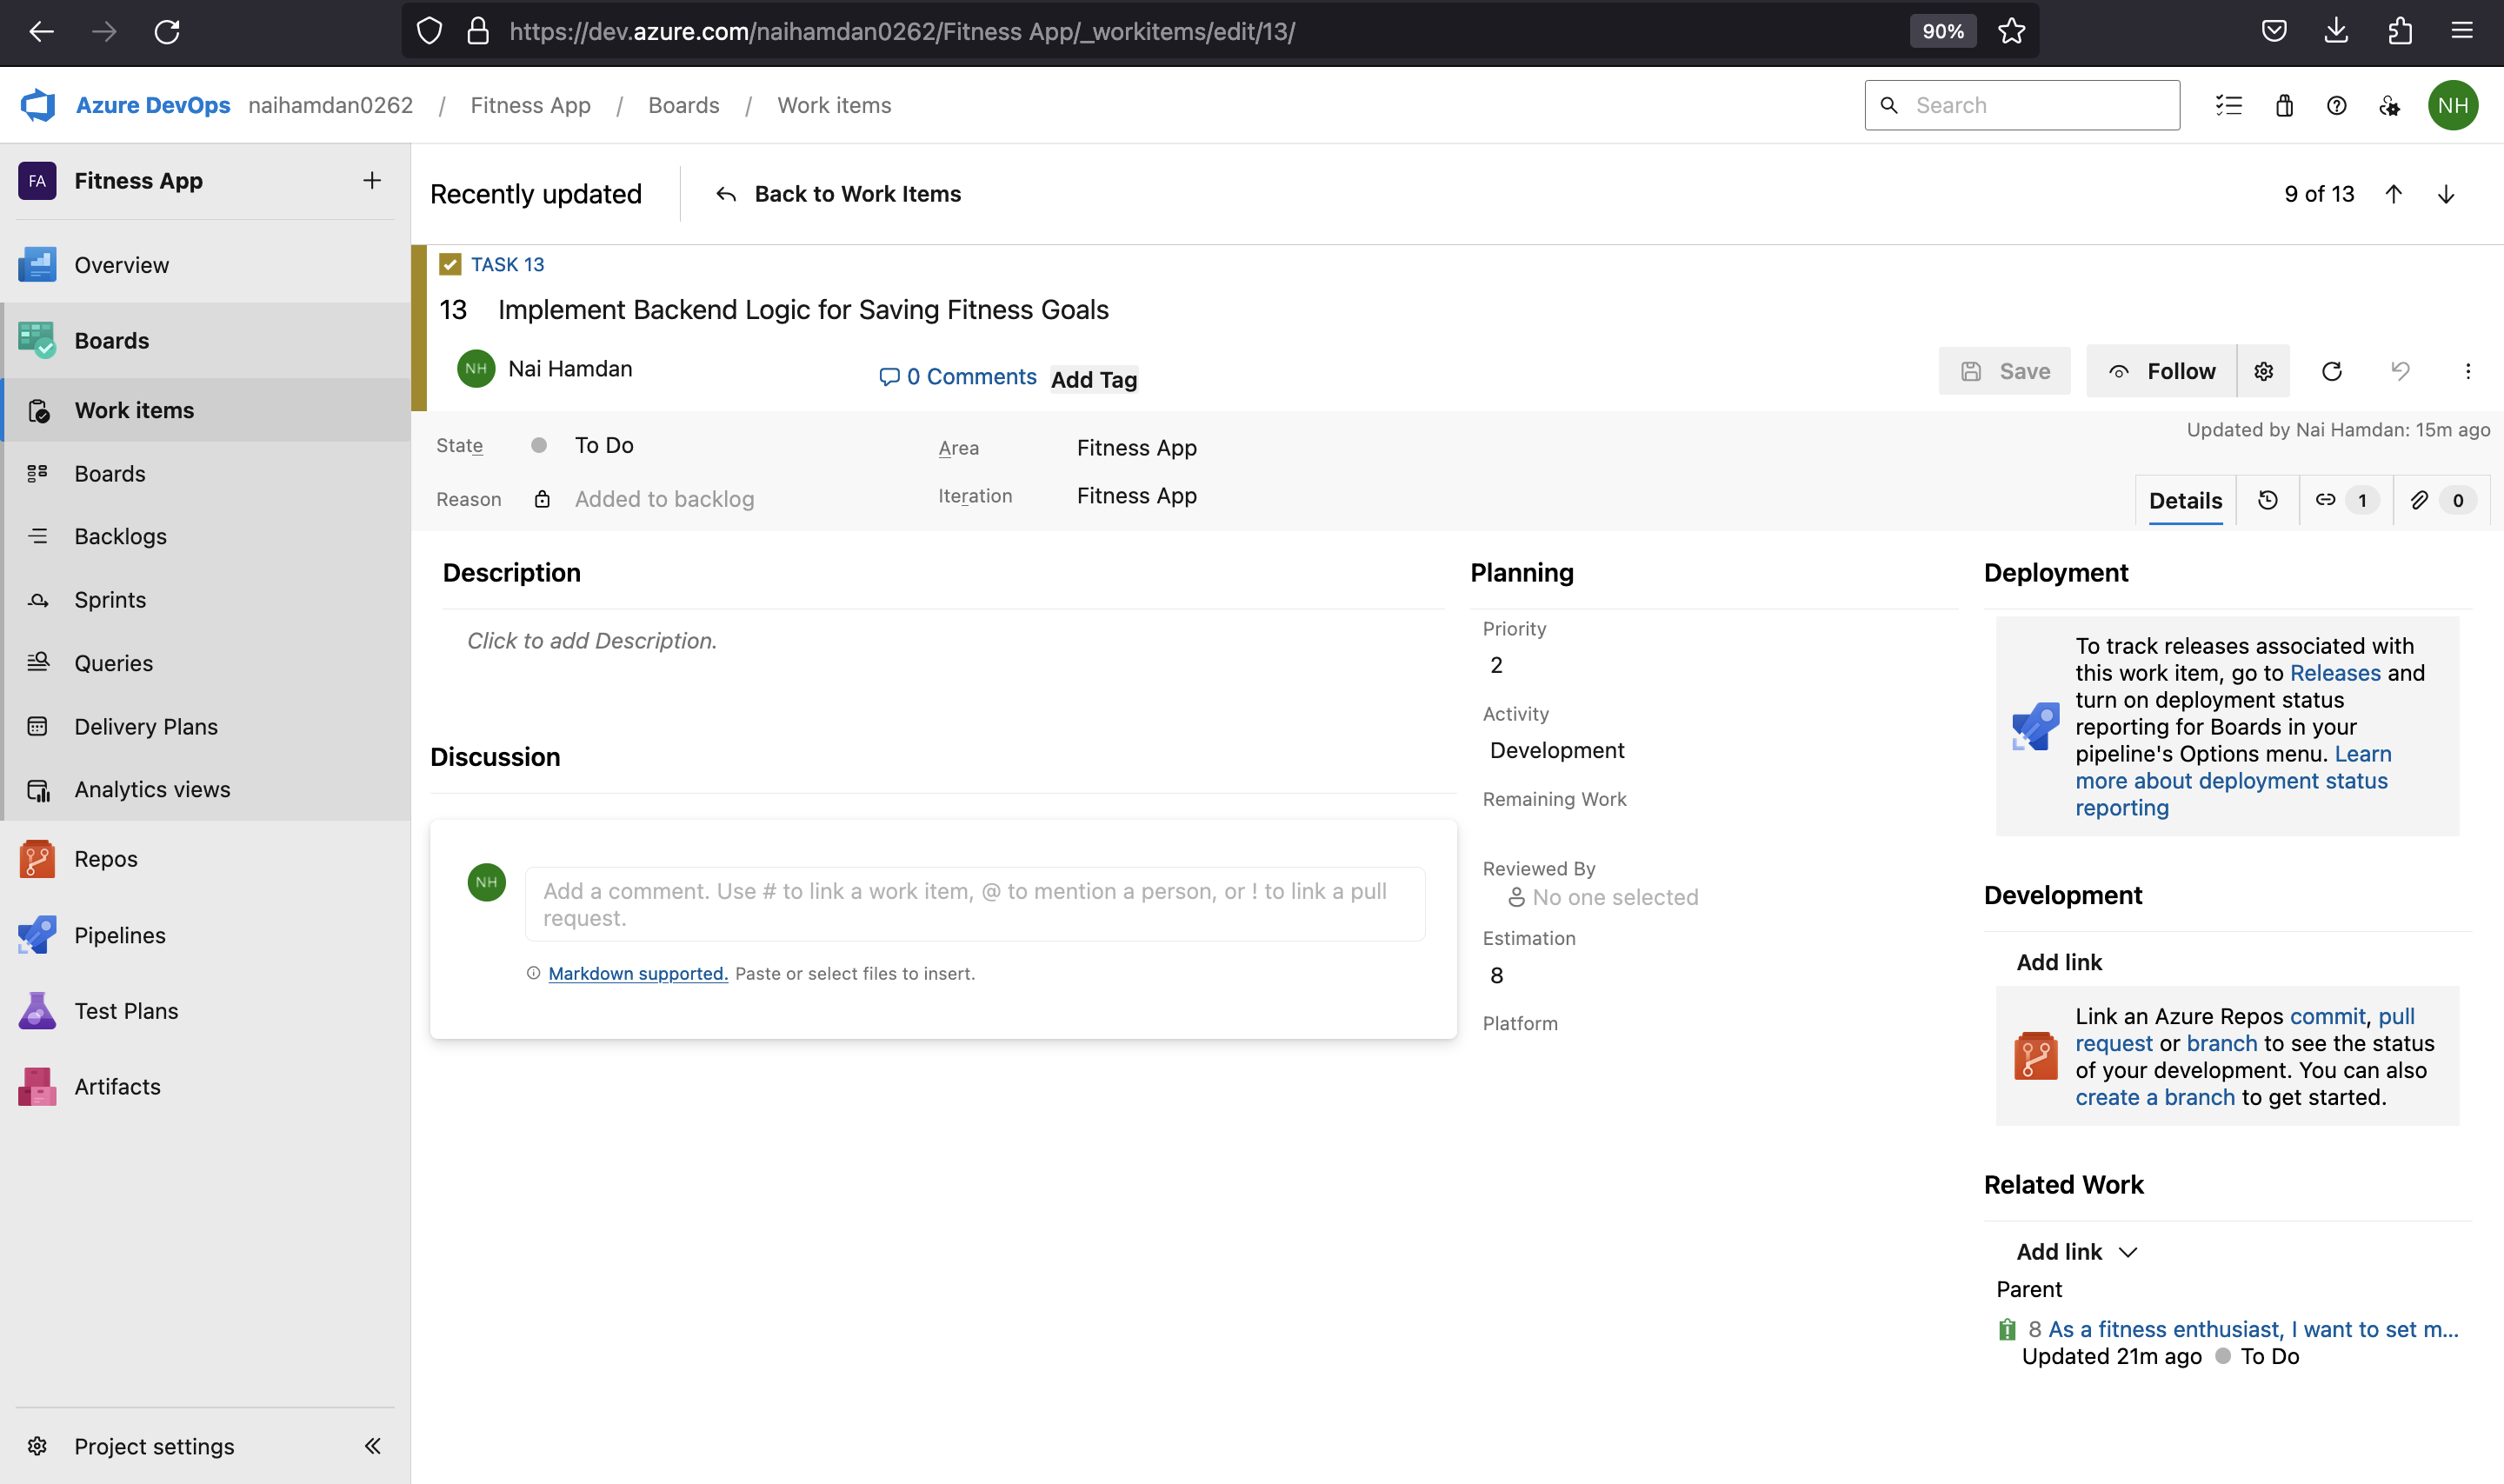 https://dev.azure.com/naihamdan0262/Fitness App/_workitems/edit/13/
90%
Azure DevOps naihamdan0262 / Fitness App / Boards / Work items
Search
NH
FA Fitness App
Overview
Boards
Work items
Boards
Backlogs
Sprints
Queries
Delivery Plans
Analytics views
Repos
Pipelines
Test Plans
Artifacts
Project settings
Recently updated
Back to Work Items
9 of 13
TASK 13
13 Implement Backend Logic for Saving Fitness Goals
NH Nai Hamdan
0 Comments
Add Tag
Save
Follow
State To Do
Area Fitness App
Updated by Nai Hamdan: 15m ago
Reason Added to backlog
Iteration Fitness App
Details
1
0
Description
Click to add Description.
Discussion
NH
Add a comment. Use # to link a work item, @ to mention a person, or ! to link a pull
request.
Markdown supported. Paste or select files to insert.
Planning
Priority
2
Activity
Development
Remaining Work
Reviewed By
No one selected
Estimation
8
Platform
Deployment
To track releases associated with
this work item, go to Releases and
turn on deployment status
reporting for Boards in your
pipeline's Options menu. Learn
more about deployment status
reporting
Development
Add link
Link an Azure Repos commit, pull
request or branch to see the status
of your development. You can also
create a branch to get started.
Related Work
Add link
Parent
8 As a fitness enthusiast, I want to set m...
Updated 21m ago To Do